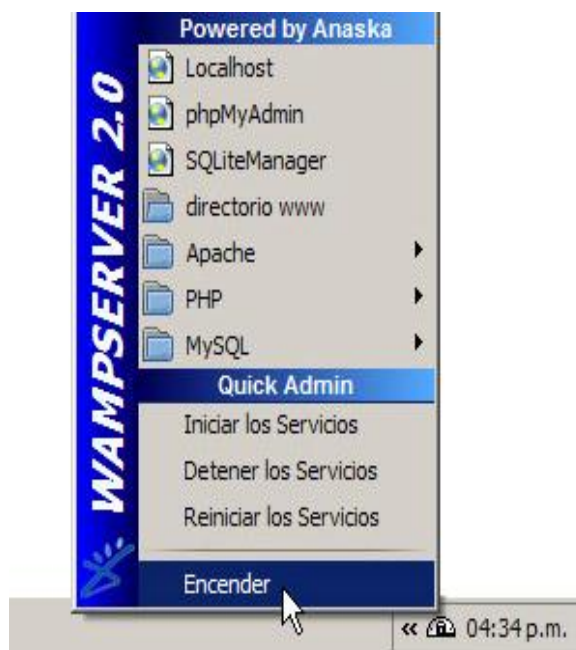 Powered by Anaska
Localhost
phpMyAdmin
SQLiteManager
directorio www
Apache
PHP
MySQL
Quick Admin
Iniciar los Servicios
Detener los Servicios
Reiniciar los Servicios
Encender
WAMPSERVER 2.0
« 04:34 p.m.